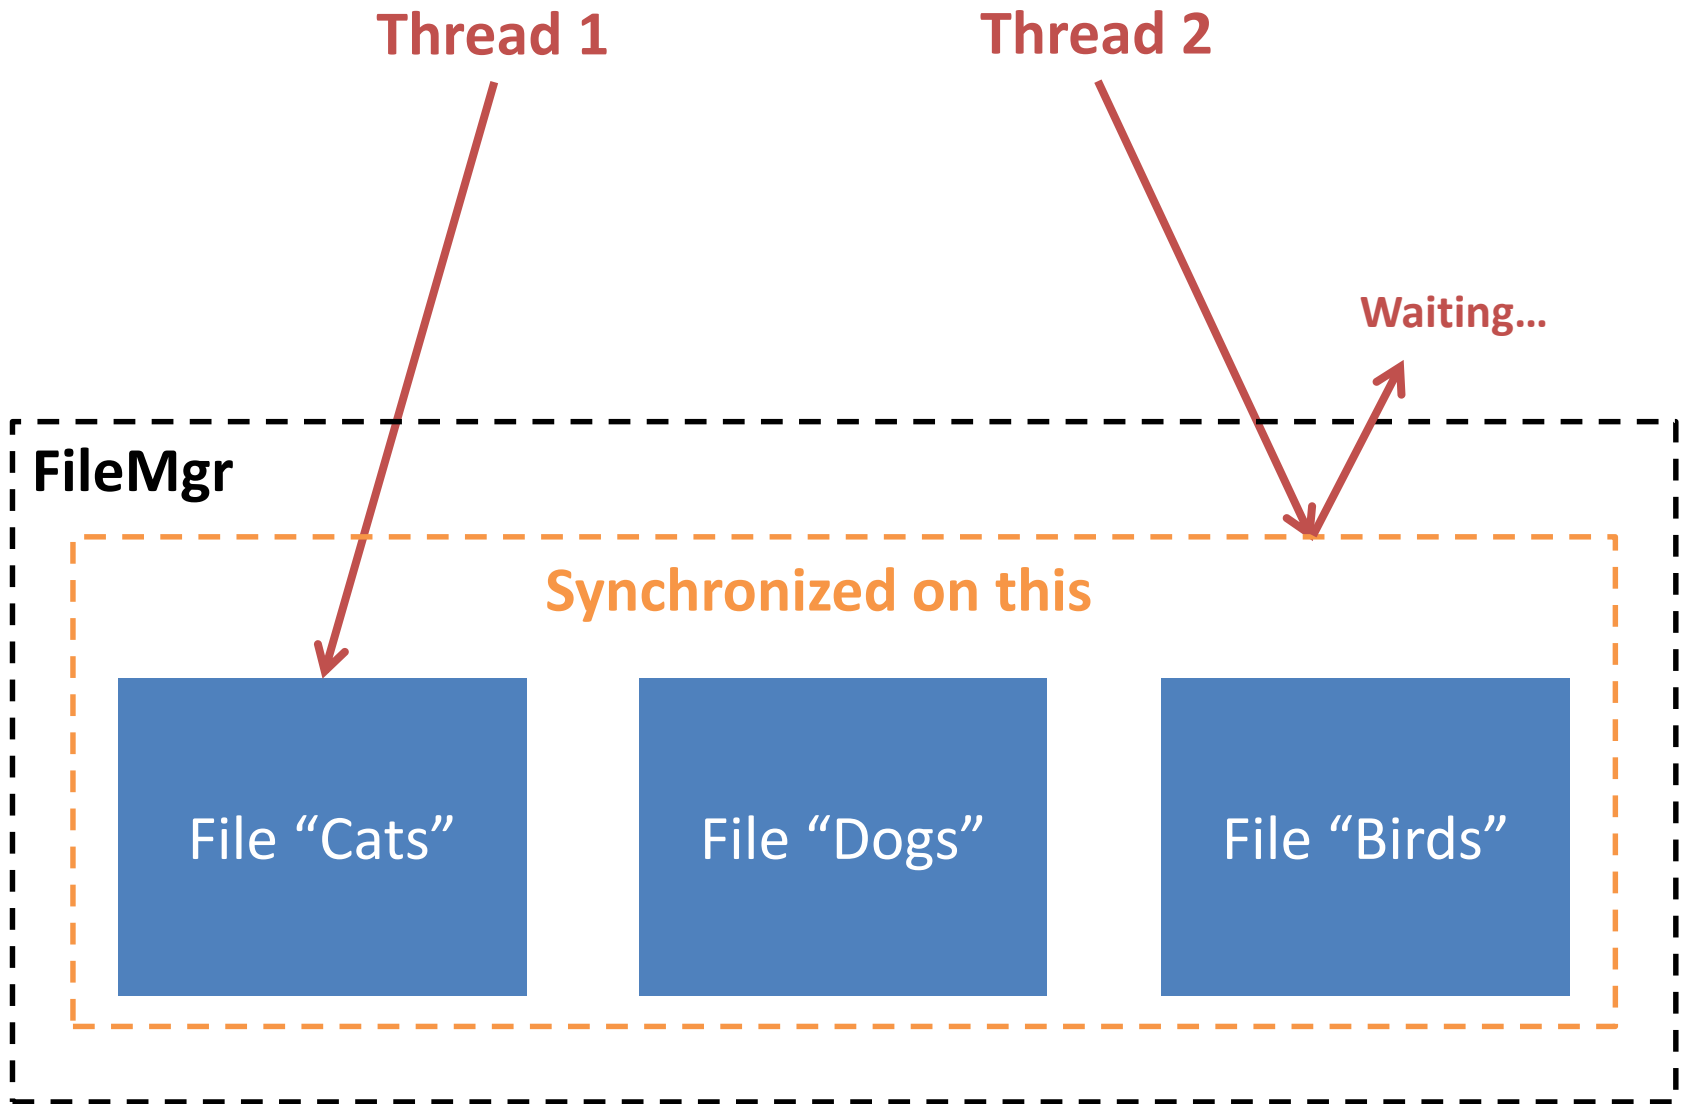 Thread 1
Thread 2
Waiting...
FileMgr
Synchronized on this
File “Cats”
File “Dogs”
File “Birds”